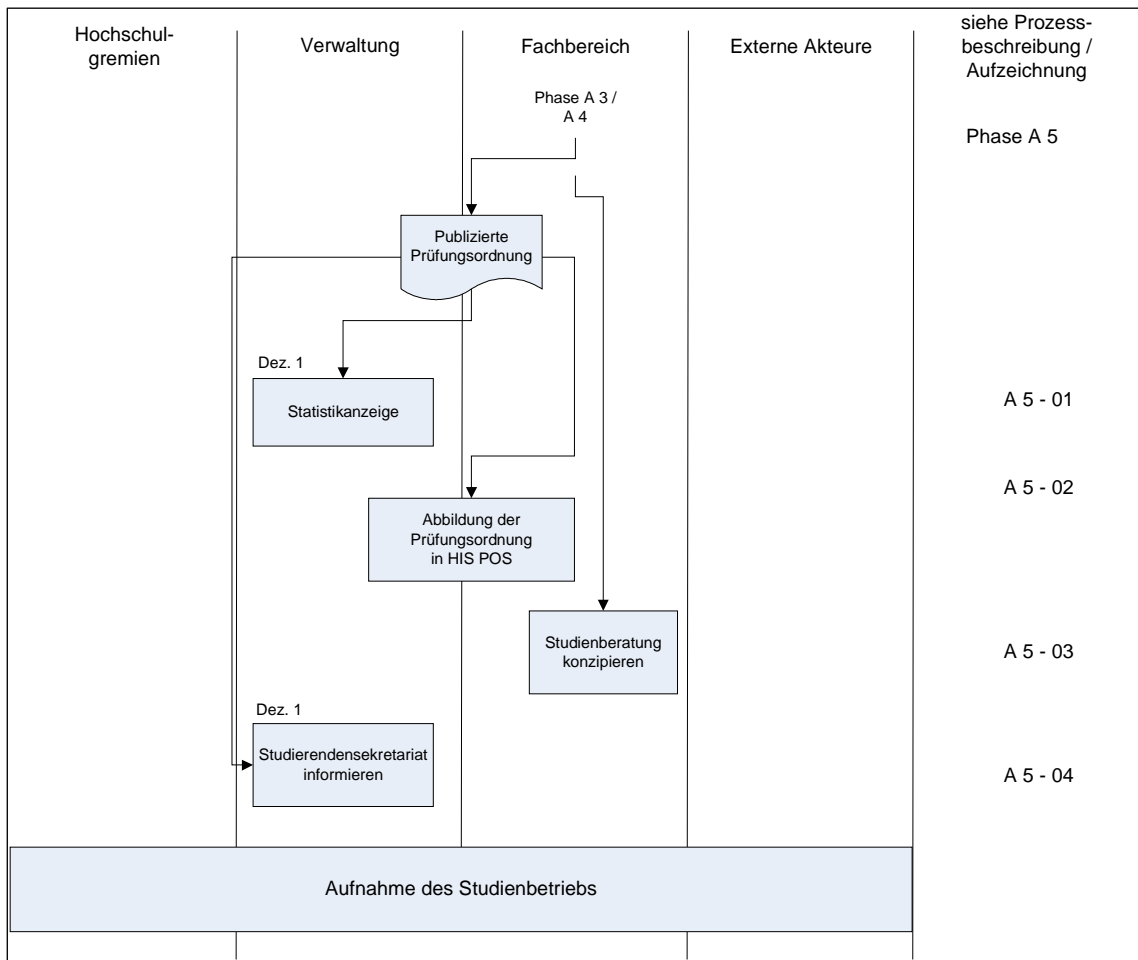 Hochschul-
gremien
Verwaltung
Fachbereich
Externe Akteure
siehe Prozess-
beschreibung /
Aufzeichnung
Phase A 3 /
A 4
Phase A 5
Publizierte
Prüfungsordnung
Dez. 1
Statistikanzeige
A 5 - 01
A 5 - 02
Abbildung der
Prüfungsordnung
in HIS POS
Studienberatung
konzipieren
A 5 - 03
Dez. 1
Studierendensekretariat
informieren
A 5 - 04
Aufnahme des Studienbetriebs